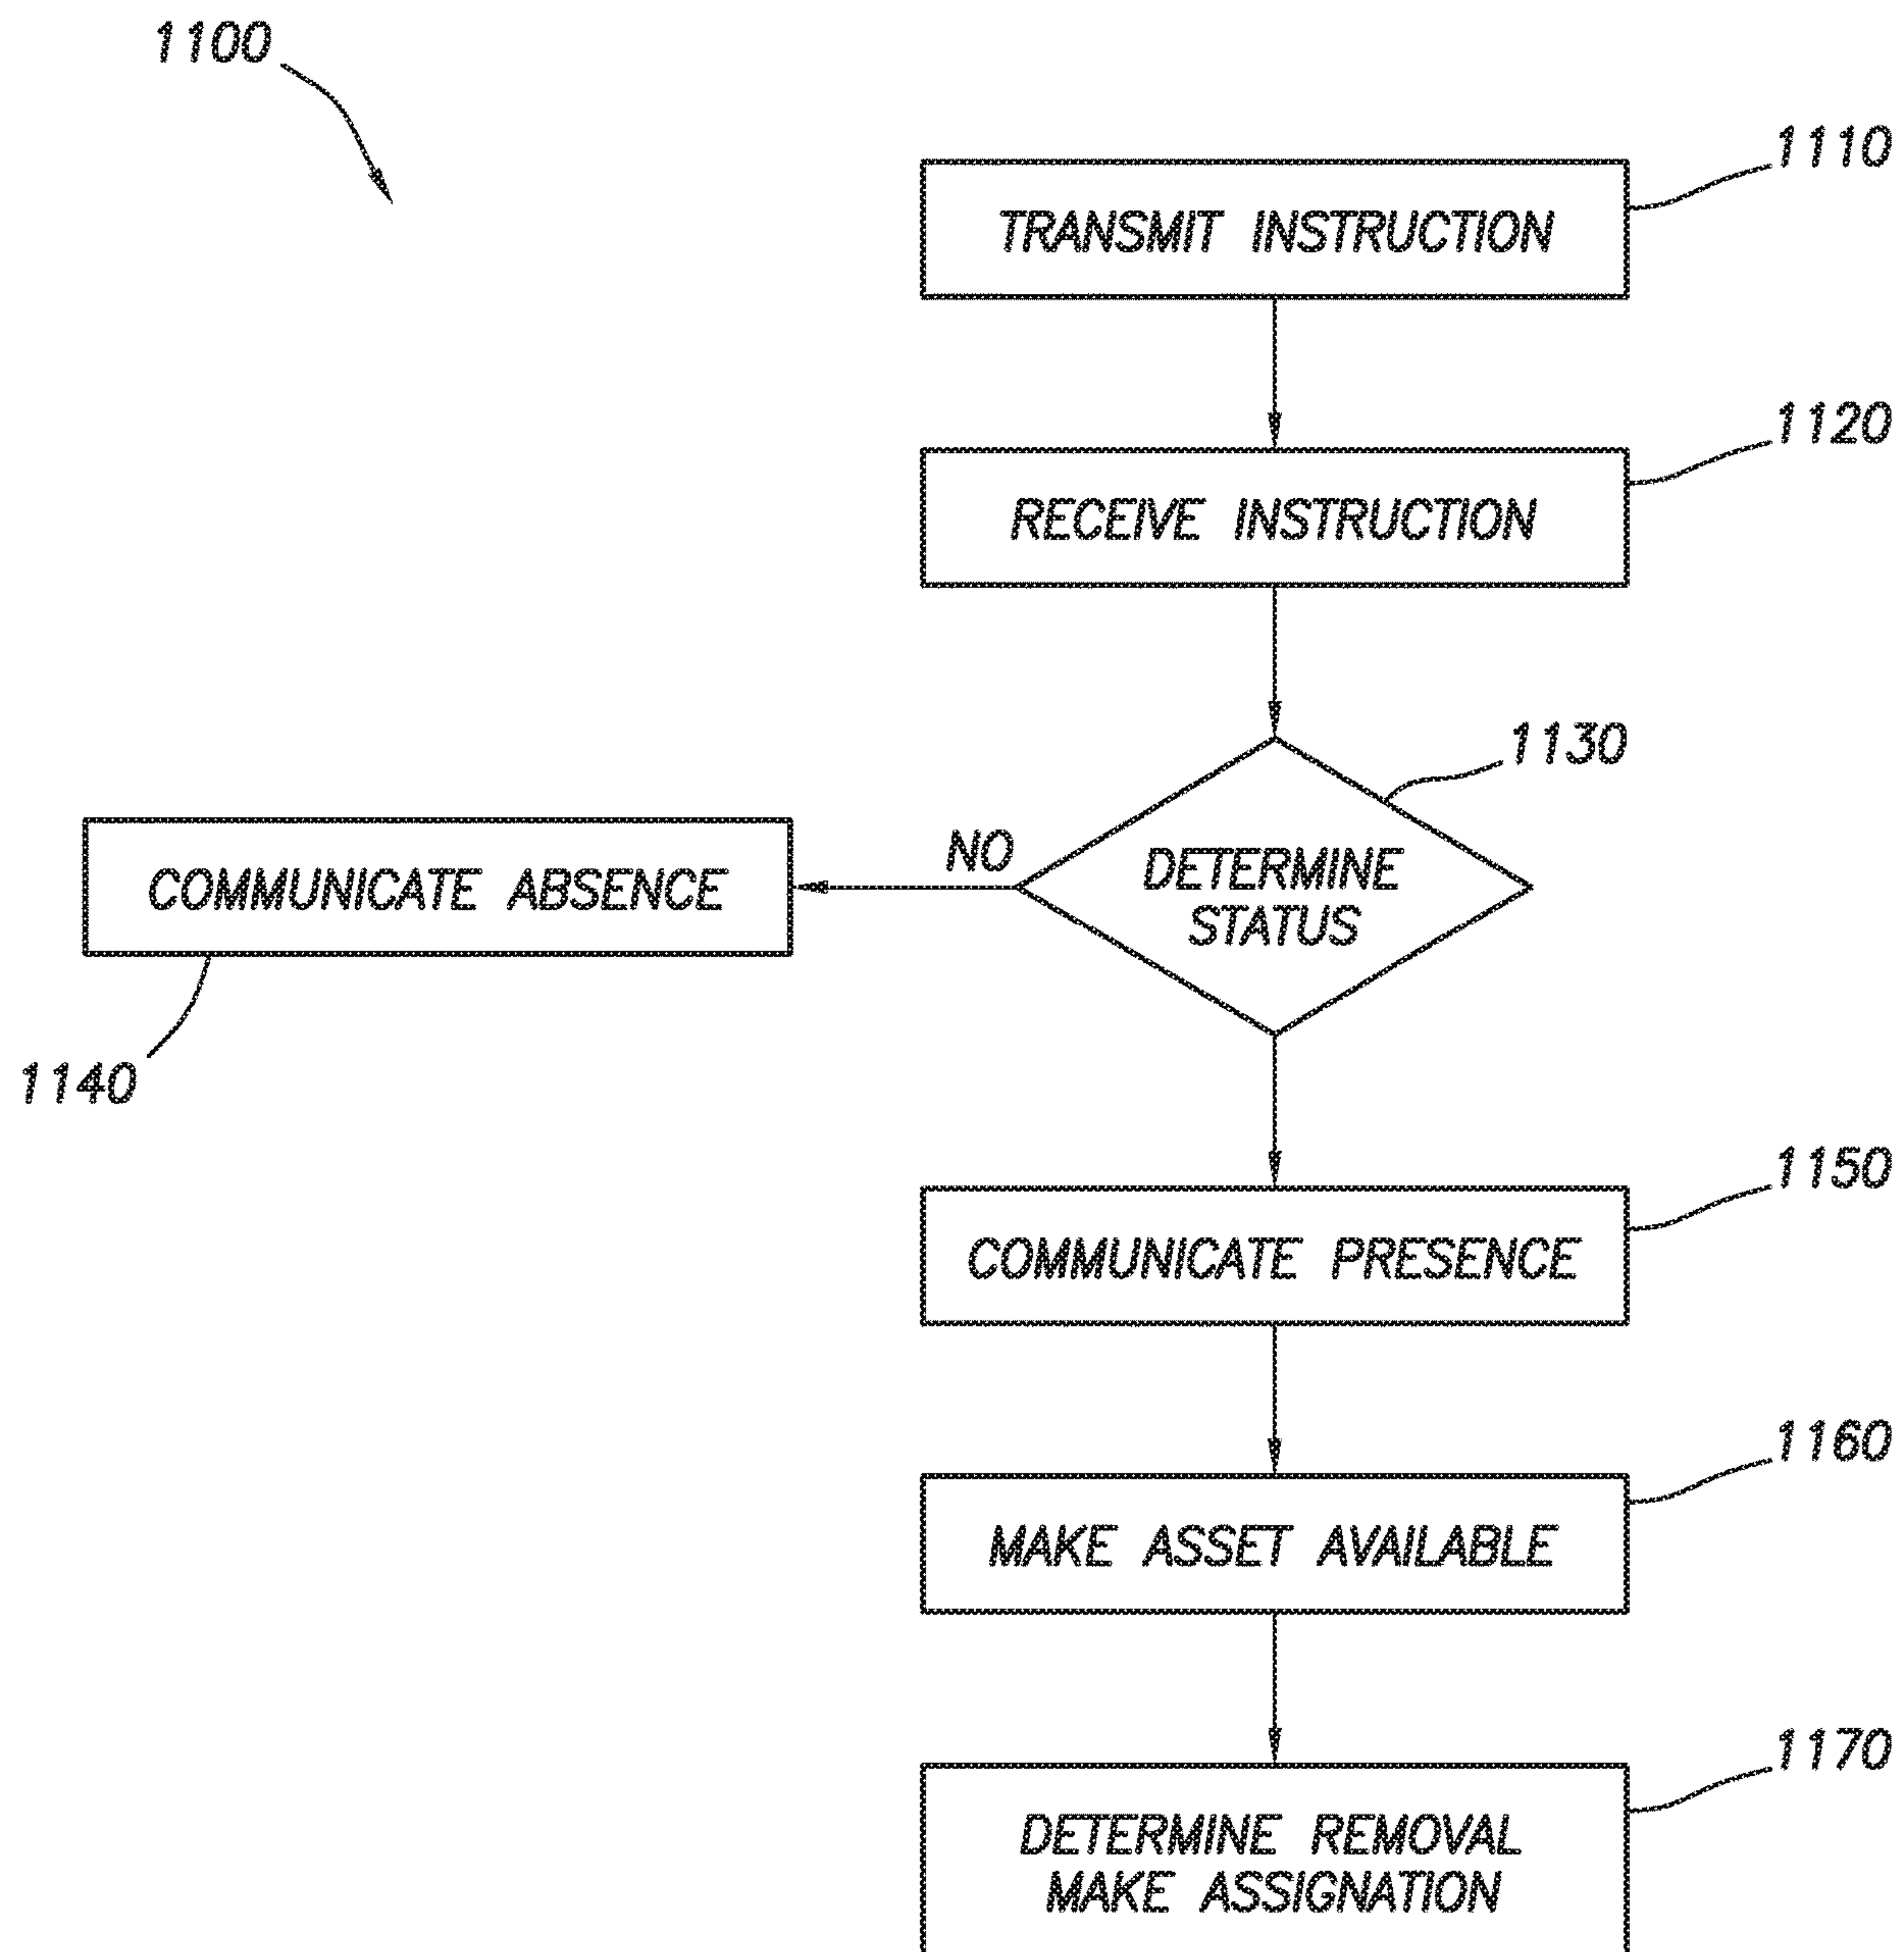 1100
1110
TRANSMIT INSTRUCTION
1120
RECEIVE INSTRUCTION
1130
DETERMINE
STATUS
NO
COMMUNICATE ABSENCE
1140
1150
COMMUNICATE PRESENCE
1160
MAKE ASSET AVAILABLE
1170
DETERMINE REMOVAL
MAKE ASSIGNATION